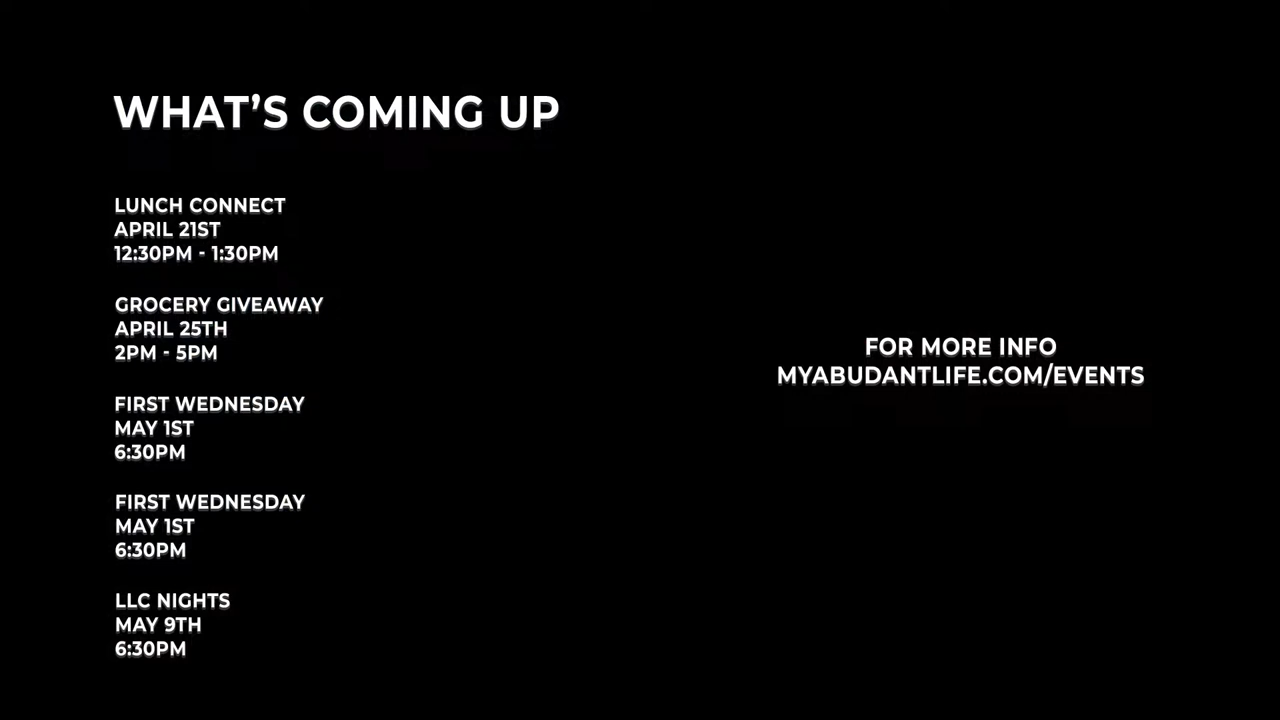 WHAT'S COMING UP
LUNCH CONNECT
APRIL 21ST
12:30PM - 1:30PM
GROCERY GIVEAWAY
APRIL 25TH
2PM - 5PM
FIRST WEDNESDAY
MAY 1ST
6:30PM
FIRST WEDNESDAY
MAY 1ST
6:30PM
LLC NIGHTS
MAY 9TH
6:30PM
FOR MORE INFO
MYABUDANTLIFE.COM/EVENTS